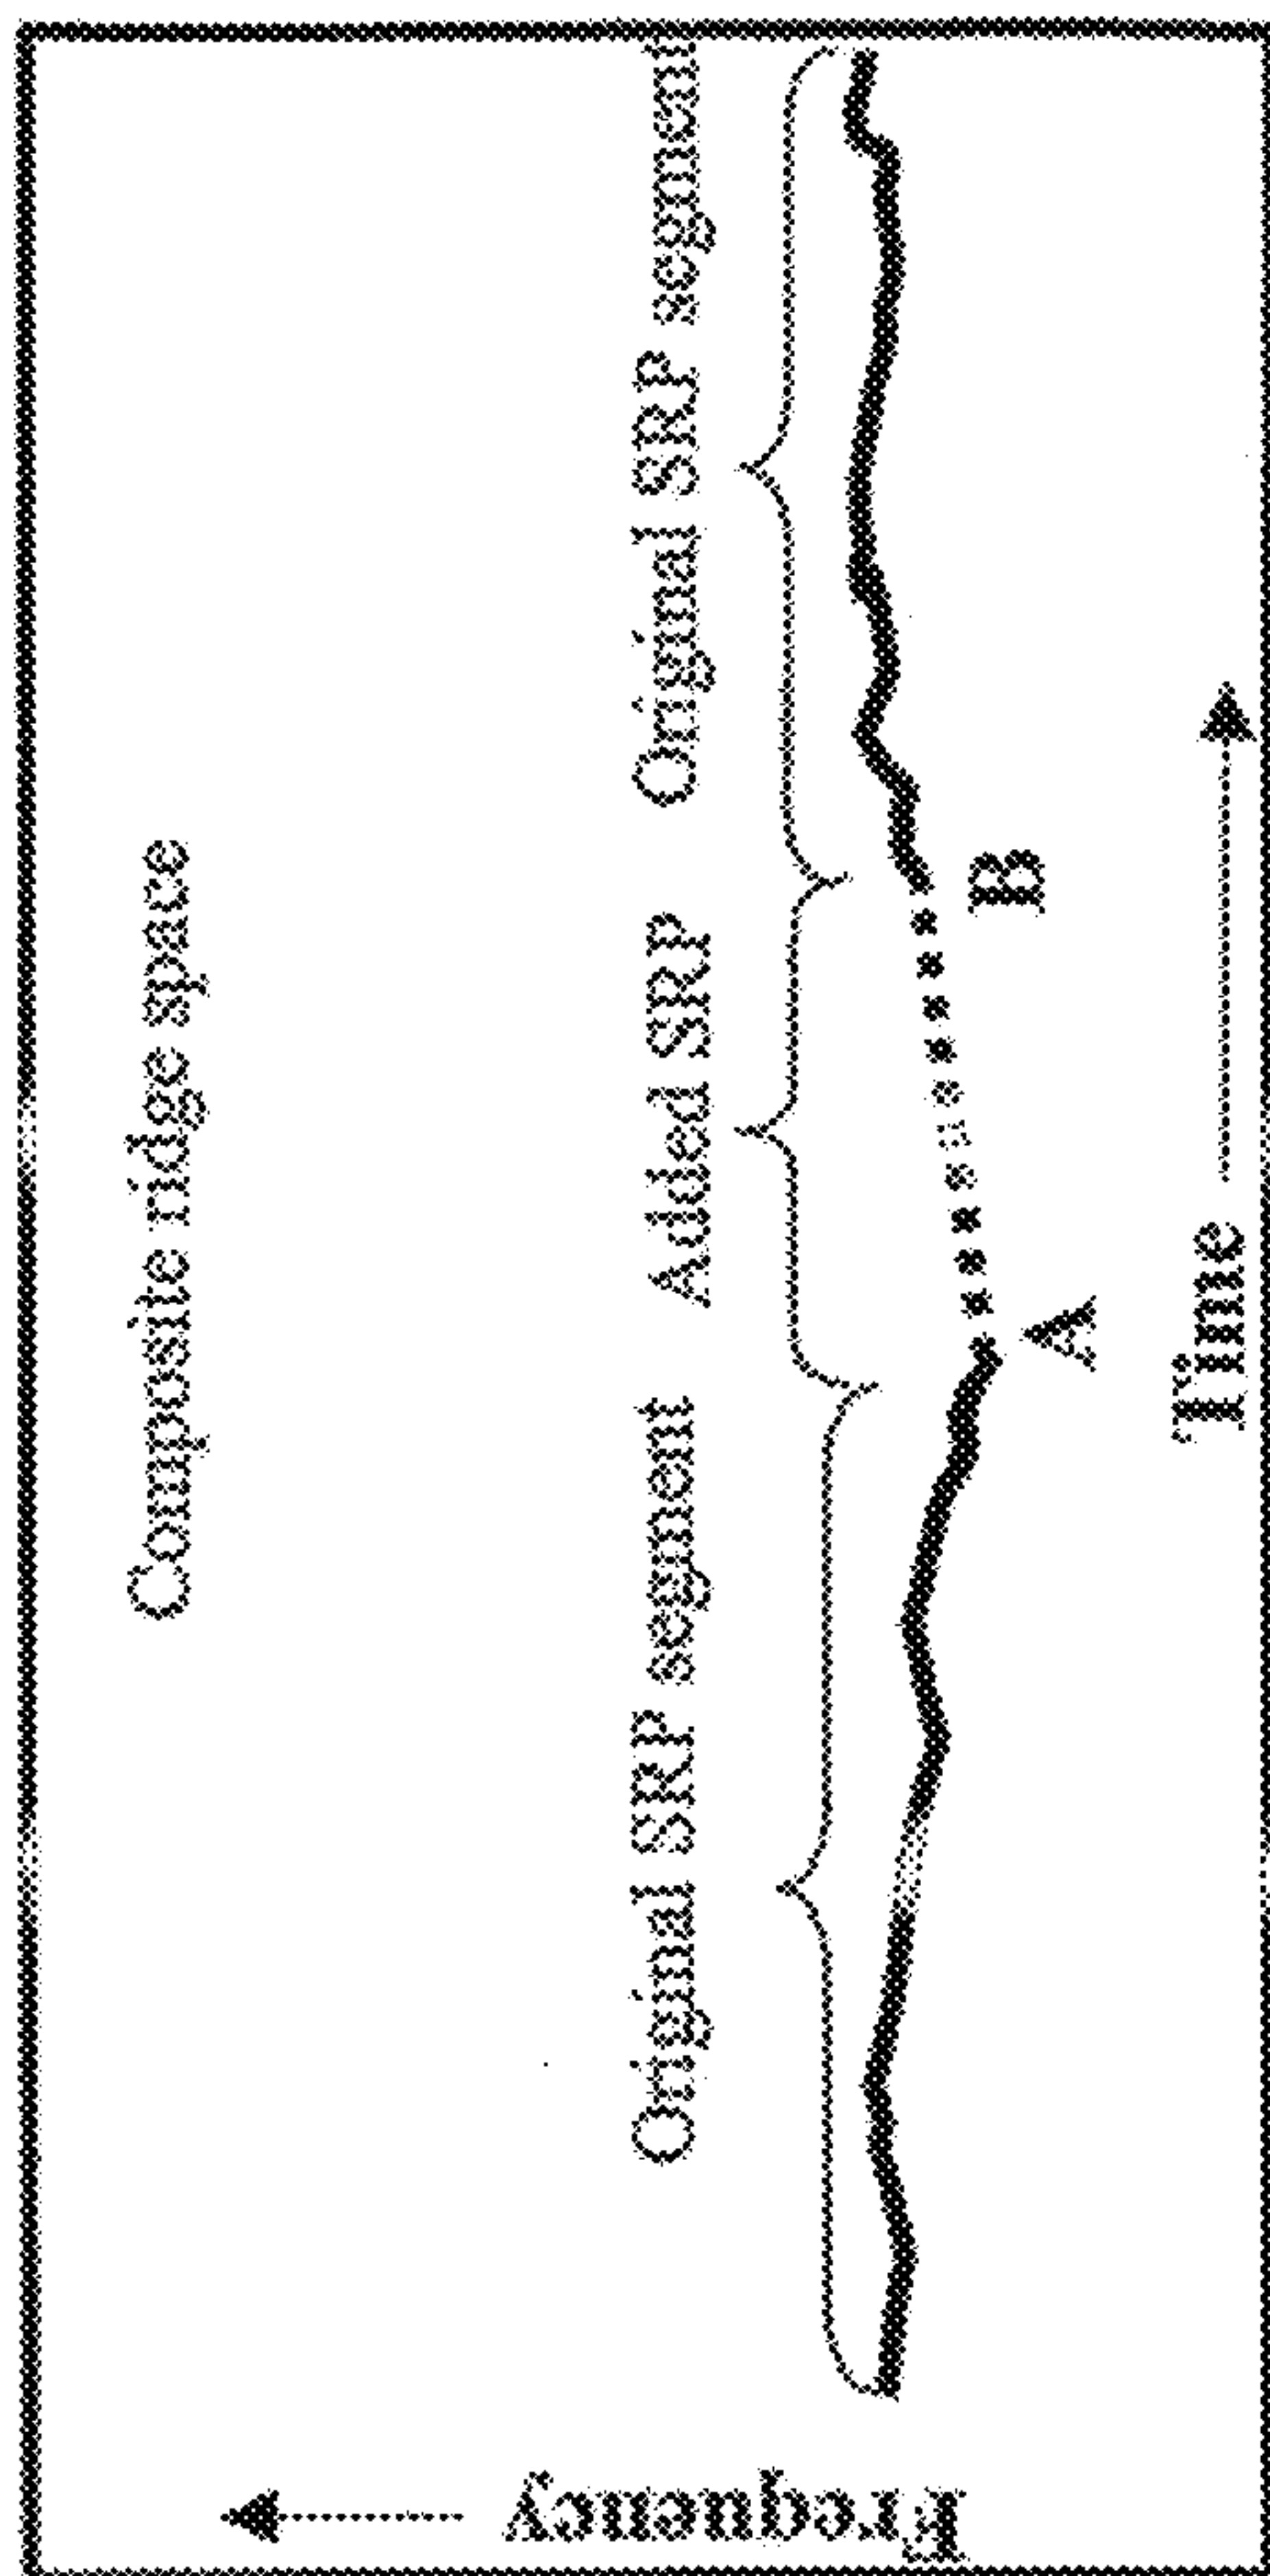 Composite ridge space
Original SRP segment
Added SRP
Original SRP segment
A
B
Time
Frequency